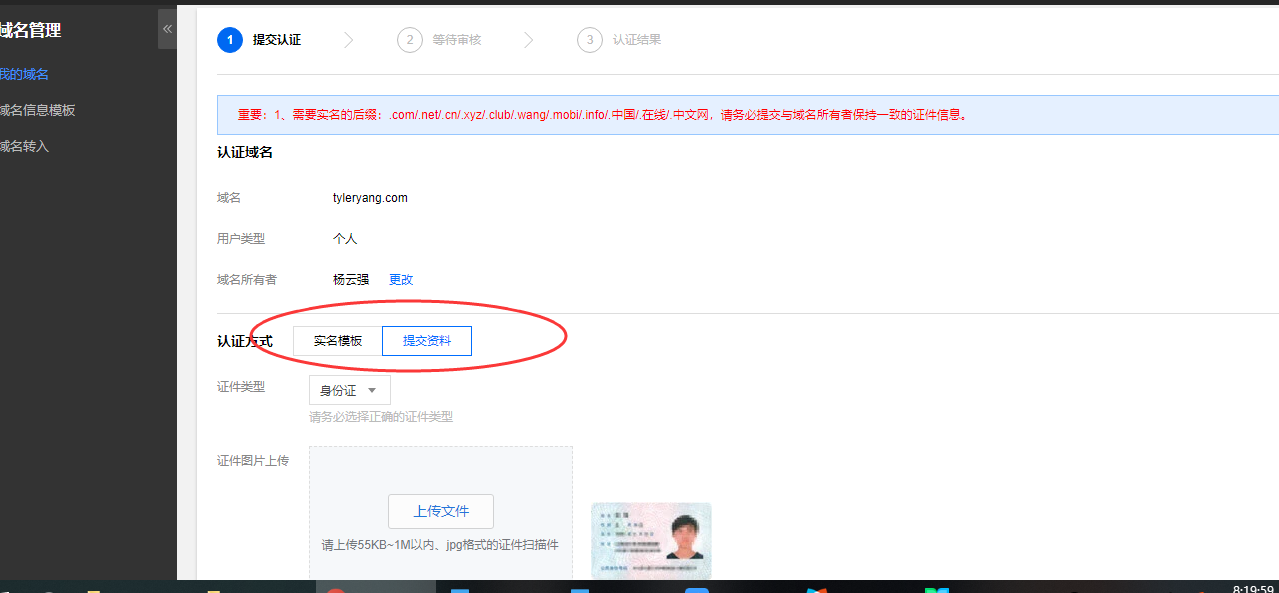 域名管理
«
我的域名
域名信息模板
域名转入
1 提交认证
2 等待审核
3 认证结果
重要：1、需要实名的后缀：.com/.net/.cn/.xyz/.club/.wang/.mobi/.info/.中国/.在线/.中文网，请务必提交与域名所有者保持一致的证件信息。
认证域名
域名 tyleryang.com
用户类型 个人
域名所有者 杨云强 更改
认证方式 实名模板 提交资料
证件类型 身份证
请务必选择正确的证件类型
证件图片上传
上传文件
请上传55KB~1M以内、jpg格式的证件扫描件
8:19:59